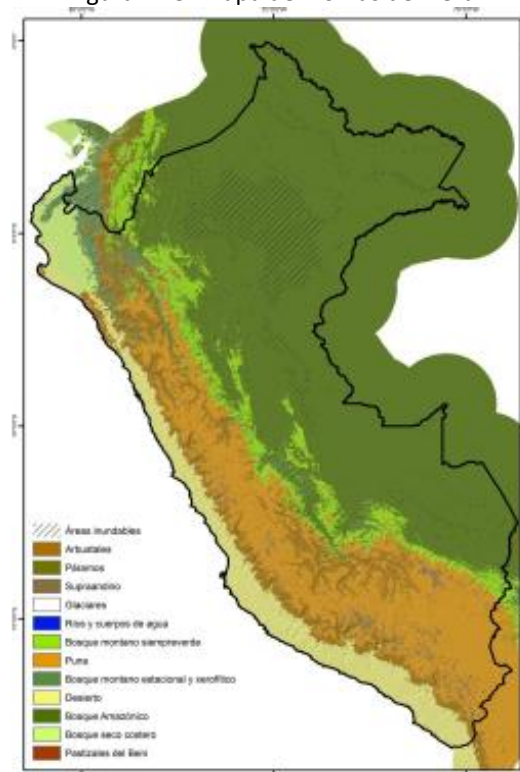 Áreas inundables
Arbustales
Páramos
Supraandino
Glaciares
Ríos y cuerpos de agua
Bosque montano siempreverde
Puna
Bosque montano estacional y xerofítico
Desierto
Bosque Amazónico
Bosque seco costero
Pastizales del Beni